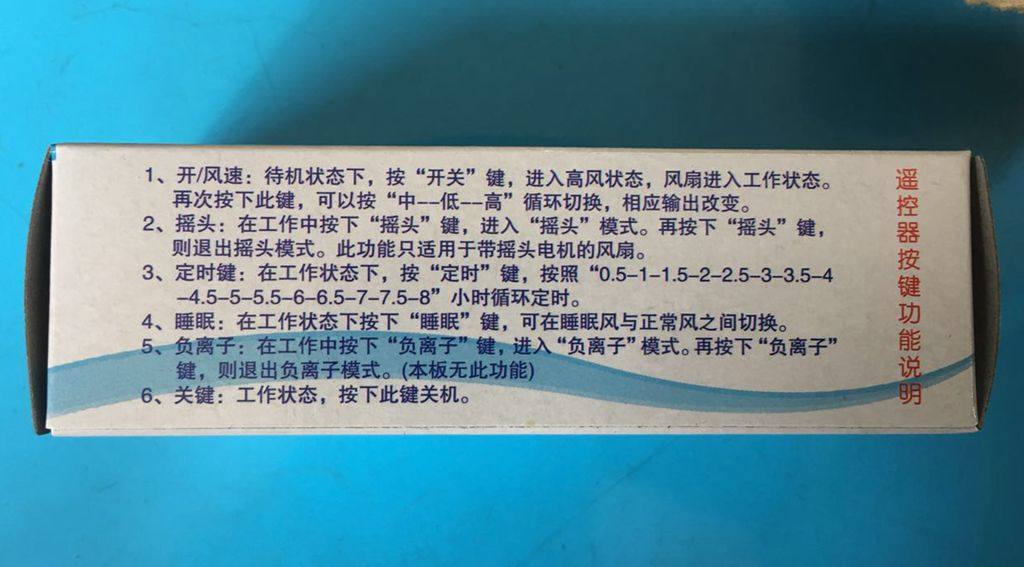 1、开/风速：待机状态下，按“开关”键，进入高风状态，风扇进入工作状态。
再次按下此键，可以按“中--低--高”循环切换，相应输出改变。
2、摇头：在工作中按下“摇头”键，进入“摇头”模式。再按下“摇头”键，
则退出摇头模式。此功能只适用于带摇头电机的风扇。
3、定时键：在工作状态下，按“定时”键，按照“0.5-1-1.5-2-2.5-3-3.5-4
-4.5-5-5.5-6-6.5-7-7.5-8”小时循环定时。
4、睡眠：在工作状态下按下“睡眠”键，可在睡眠风与正常风之间切换。
5、负离子：在工作中按下“负离子”键，进入“负离子”模式。再按下“负离子”
键，则退出负离子模式。(本板无此功能)
6、关键：工作状态，按下此键关机。
遥控器按键功能说明